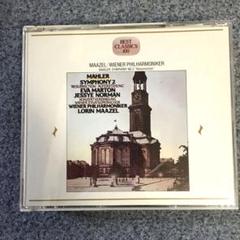 BEST
CLASSICS
100
MAAZEL/WIENER PHILHARMONIKER
MAHLER: SYMPHONY NO. 2 "Resurrection"
MAHLER
SYMPHONY 2
EVA MARTON
JESSYE NORMAN
WIENER PHILHARMONIKER
LORIN MAAZEL